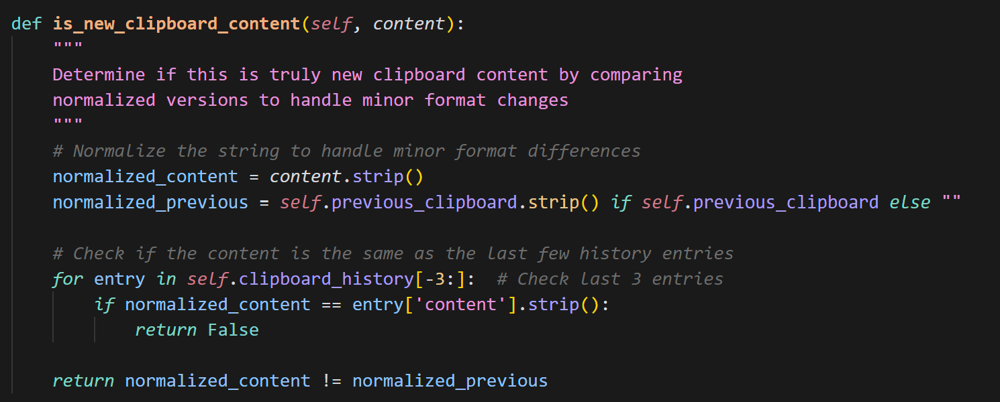 def is_new_clipboard_content(self, content):
    """
    Determine if this is truly new clipboard content by comparing
    normalized versions to handle minor format changes
    """
    # Normalize the string to handle minor format differences
    normalized_content = content.strip()
    normalized_previous = self.previous_clipboard.strip() if self.previous_clipboard else ""

    # Check if the content is the same as the last few history entries
    for entry in self.clipboard_history[-3:]:  # Check last 3 entries
        if normalized_content == entry['content'].strip():
            return False

    return normalized_content != normalized_previous